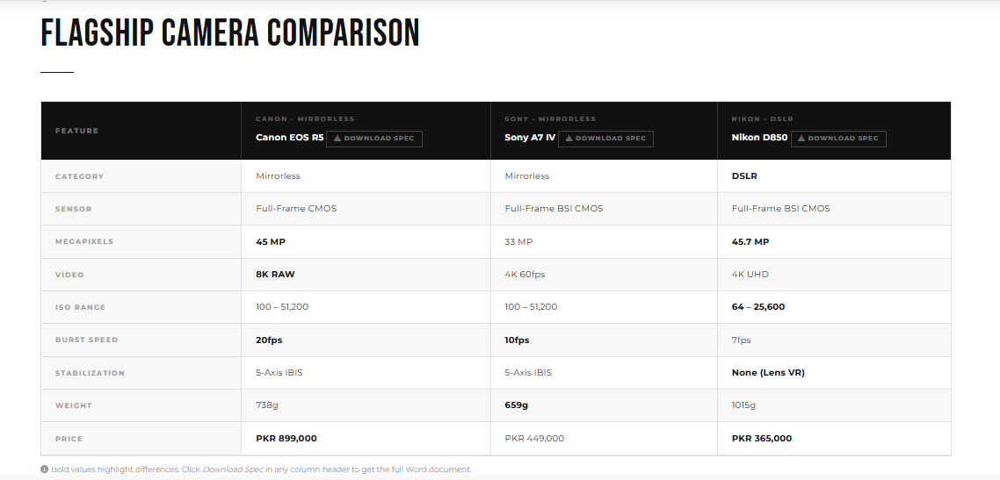 FLAGSHIP CAMERA COMPARISON
FEATURE
CANON · MIRRORLESS
Canon EOS R5 DOWNLOAD SPEC
SONY · MIRRORLESS
Sony A7 IV DOWNLOAD SPEC
NIKON · DSLR
Nikon D850 DOWNLOAD SPEC
CATEGORY Mirrorless Mirrorless DSLR
SENSOR Full-Frame CMOS Full-Frame BSI CMOS Full-Frame BSI CMOS
MEGAPIXELS 45 MP 33 MP 45.7 MP
VIDEO 8K RAW 4K 60fps 4K UHD
ISO RANGE 100 – 51,200 100 – 51,200 64 – 25,600
BURST SPEED 20fps 10fps 7fps
STABILIZATION 5-Axis IBIS 5-Axis IBIS None (Lens VR)
WEIGHT 738g 659g 1015g
PRICE PKR 899,000 PKR 449,000 PKR 365,000
Bold values highlight differences. Click Download Spec in any column header to get the full Word document.